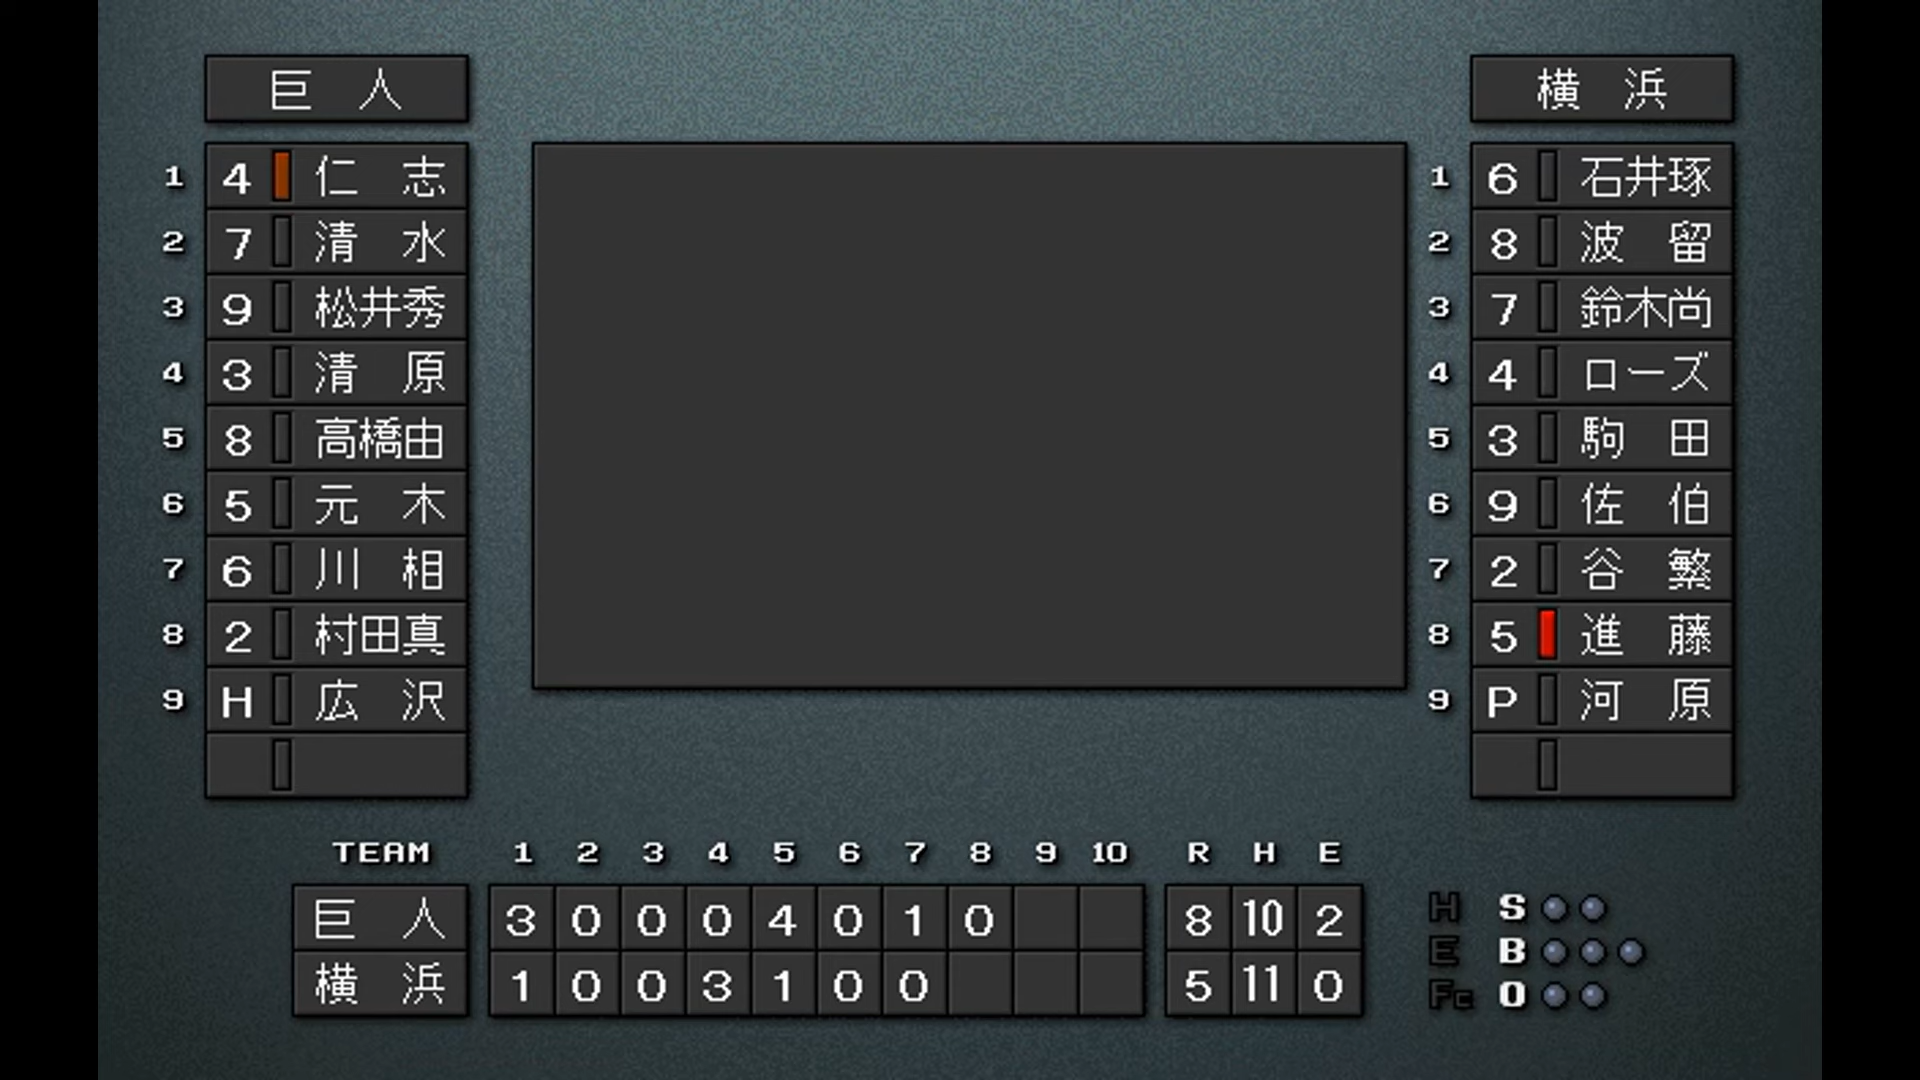 巨人
1 4 仁志
2 7 清水
3 9 松井秀
4 3 清原
5 8 高橋由
6 5 元木
7 6 川相
8 2 村田真
9 H 広沢
横浜
1 6 石井琢
2 8 波留
3 7 鈴木尚
4 4 ローズ
5 3 駒田
6 9 佐伯
7 2 谷繁
8 5 進藤
9 P 河原
TEAM 1 2 3 4 5 6 7 8 9 10 R H E
巨人 3 0 0 0 4 0 1 0 8 10 2
横浜 1 0 0 3 1 0 0 5 11 0
H S
E B
Fc O